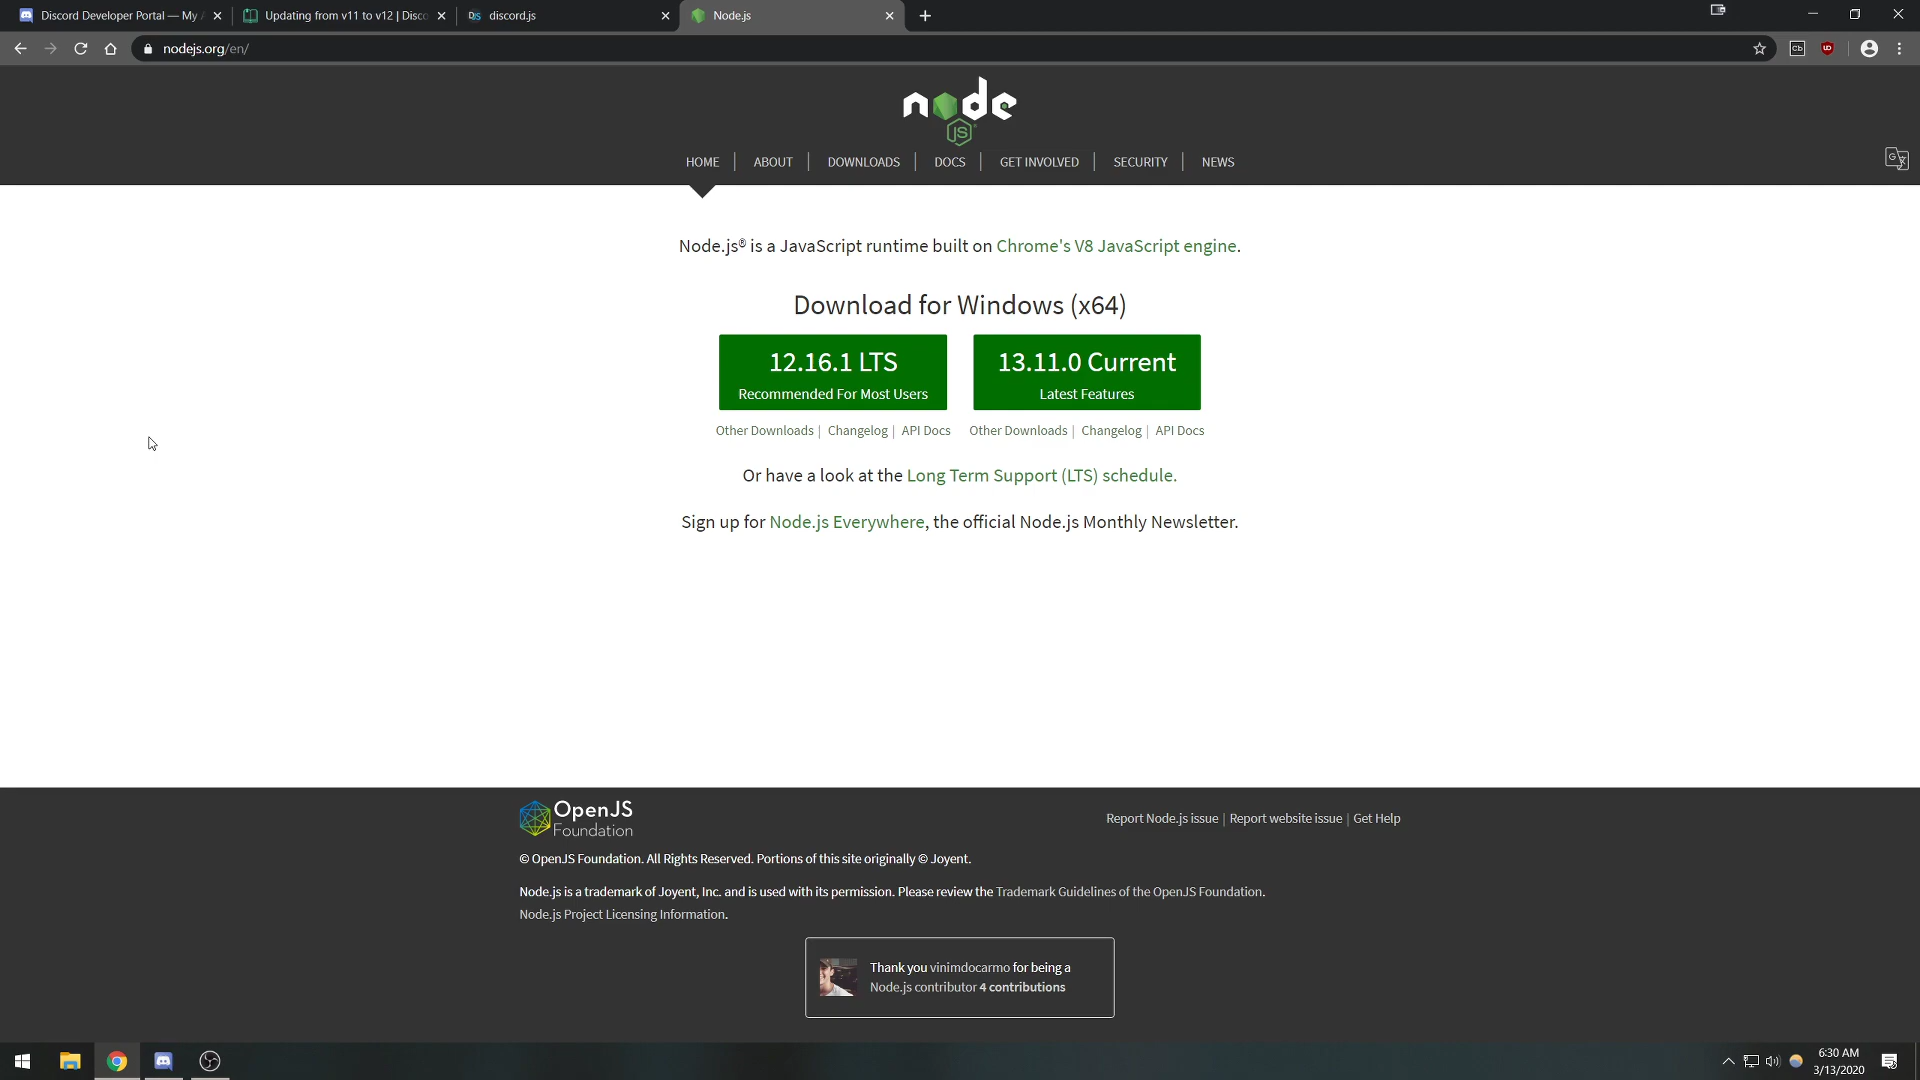 Discord Developer Portal — My A
Updating from v11 to v12 | Disco
DJS discord.js
Node.js
nodejs.org/en/
Cb
UD
node
JS
HOME
ABOUT
DOWNLOADS
DOCS
GET INVOLVED
SECURITY
NEWS
Node.js® is a JavaScript runtime built on Chrome's V8 JavaScript engine.
Download for Windows (x64)
12.16.1 LTS
Recommended For Most Users
13.11.0 Current
Latest Features
Other Downloads | Changelog | API Docs
Other Downloads | Changelog | API Docs
Or have a look at the Long Term Support (LTS) schedule.
Sign up for Node.js Everywhere, the official Node.js Monthly Newsletter.
OpenJS
Foundation
Report Node.js issue | Report website issue | Get Help
© OpenJS Foundation. All Rights Reserved. Portions of this site originally © Joyent.
Node.js is a trademark of Joyent, Inc. and is used with its permission. Please review the Trademark Guidelines of the OpenJS Foundation.
Node.js Project Licensing Information.
Thank you vinimdocarmo for being a
Node.js contributor 4 contributions
6:30 AM
3/13/2020